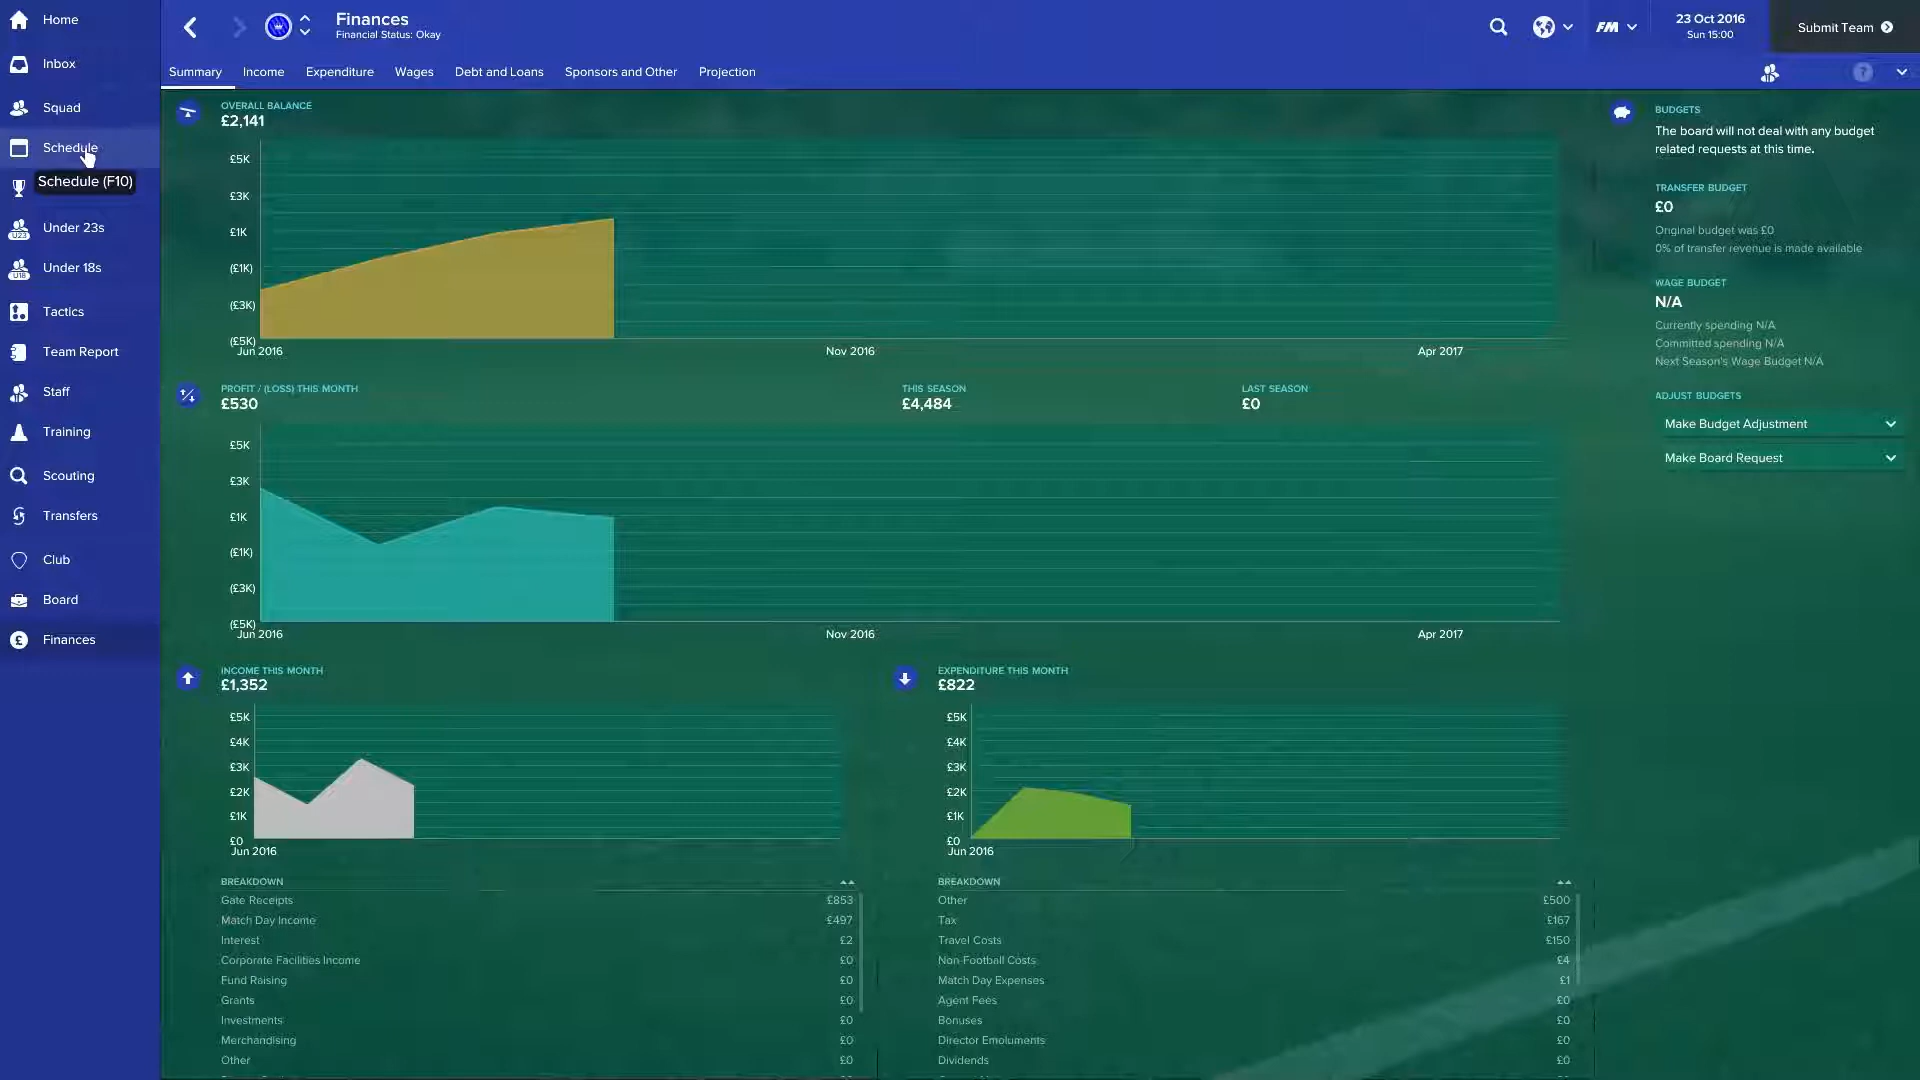 Home
Inbox
Squad
Schedule
Schedule (F10)
Under 23s
U23
Under 18s
U18
Tactics
Team Report
Staff
Training
Scouting
Transfers
Club
Board
£ Finances
Finances
Financial Status: Okay
FM
23 Oct 2016
Sun 15:00
Submit Team
Summary Income Expenditure Wages Debt and Loans Sponsors and Other Projection
?
OVERALL BALANCE
£2,141
£5K
£3K
£1K
(£1K)
(£3K)
(£5K)
Jun 2016 Nov 2016 Apr 2017
PROFIT / (LOSS) THIS MONTH
£530
THIS SEASON
£4,484
LAST SEASON
£0
£5K
£3K
£1K
(£1K)
(£3K)
(£5K)
Jun 2016 Nov 2016 Apr 2017
INCOME THIS MONTH
£1,352
£5K
£4K
£3K
£2K
£1K
£0
Jun 2016
BREAKDOWN
Gate Receipts £853
Match Day Income £497
Interest £2
Corporate Facilities Income £0
Fund Raising £0
Grants £0
Investments £0
Merchandising £0
Other £0
EXPENDITURE THIS MONTH
£822
£5K
£4K
£3K
£2K
£1K
£0
Jun 2016
BREAKDOWN
Other £500
Tax £167
Travel Costs £150
Non-Football Costs £4
Match Day Expenses £1
Agent Fees £0
Bonuses £0
Director Emoluments £0
Dividends £0
BUDGETS
The board will not deal with any budget
related requests at this time.
TRANSFER BUDGET
£0
Original budget was £0
0% of transfer revenue is made available
WAGE BUDGET
N/A
Currently spending N/A
Committed spending N/A
Next Season's Wage Budget N/A
ADJUST BUDGETS
Make Budget Adjustment
Make Board Request